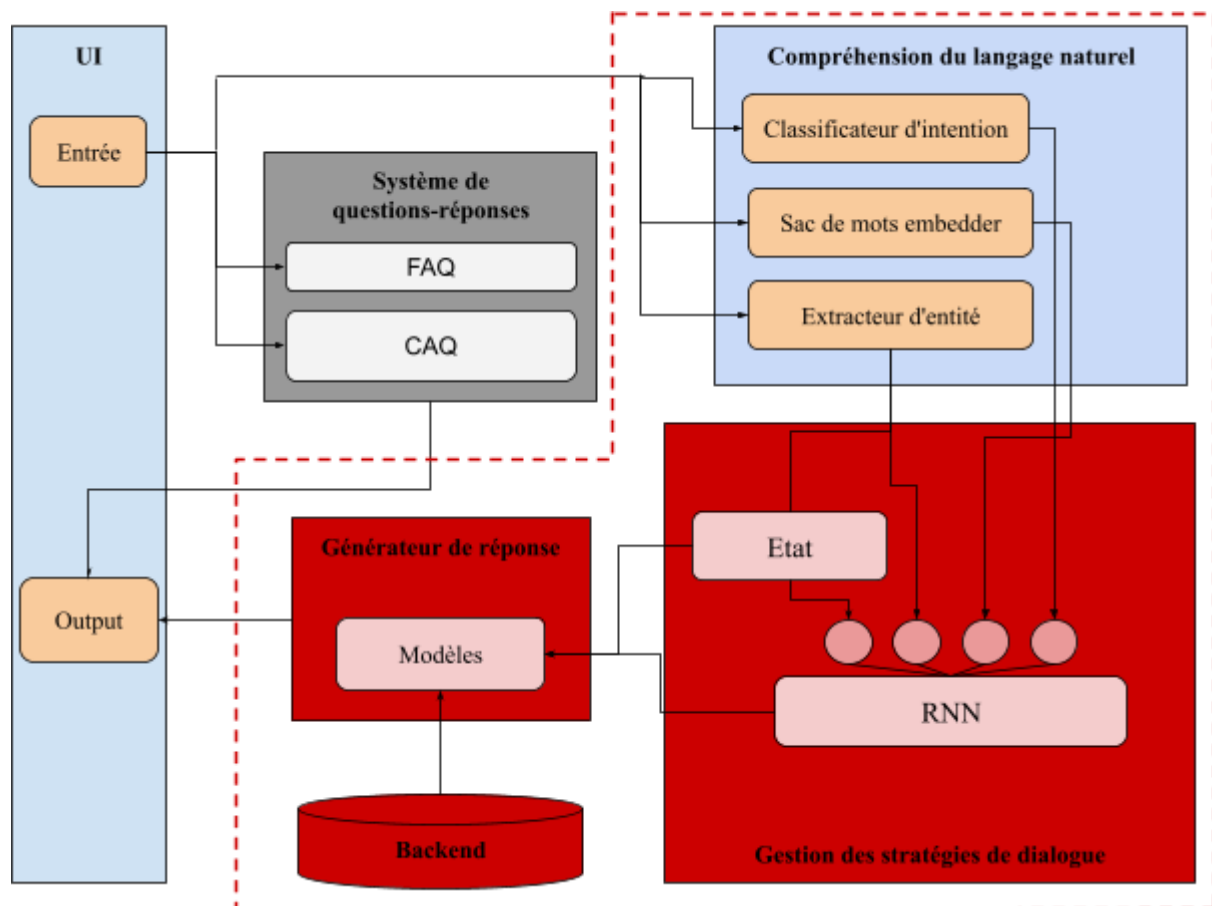 UI
Entrée
Output
Système de
questions-réponses
FAQ
CAQ
Compréhension du langage naturel
Classificateur d'intention
Sac de mots embedder
Extracteur d'entité
Générateur de réponse
Modèles
Backend
Etat
RNN
Gestion des stratégies de dialogue